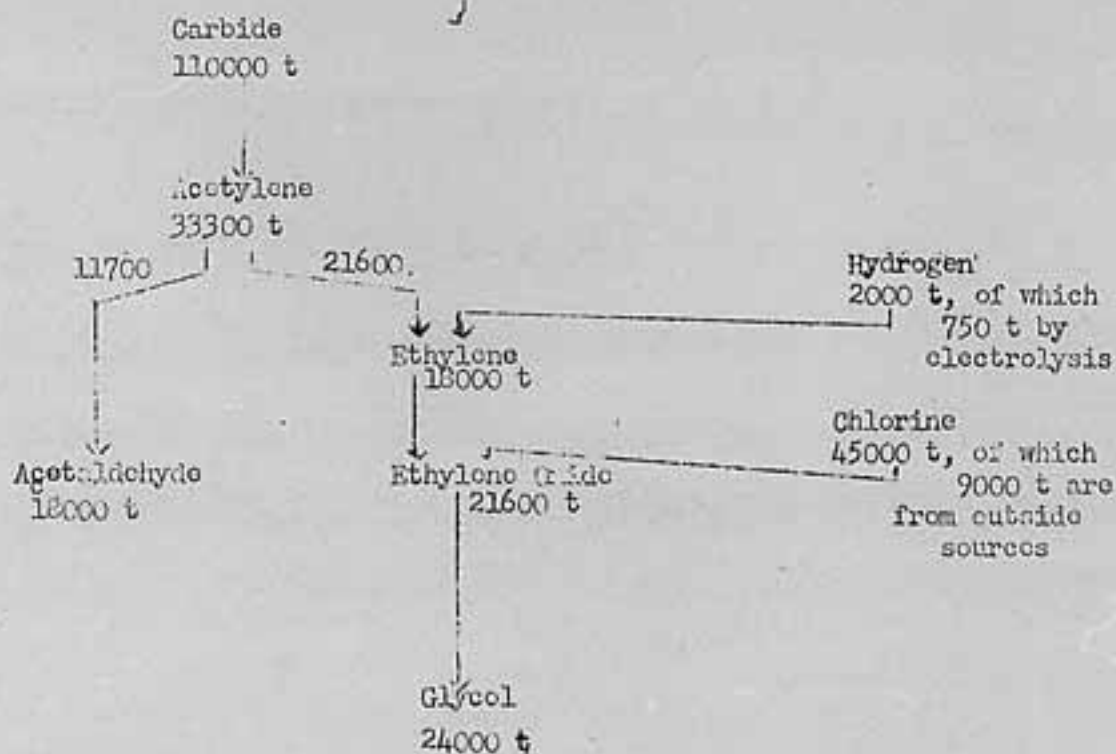 Carbide
110000 t
Acetylene
33300 t
11700
21600
Hydrogen
2000 t, of which
750 t by
electrolysis
Ethylene
18000 t
Chlorine
45000 t, of which
9000 t are
from outside
sources
Acetaldehyde
18000 t
Ethylene Oxide
21600 t
Glycol
24000 t